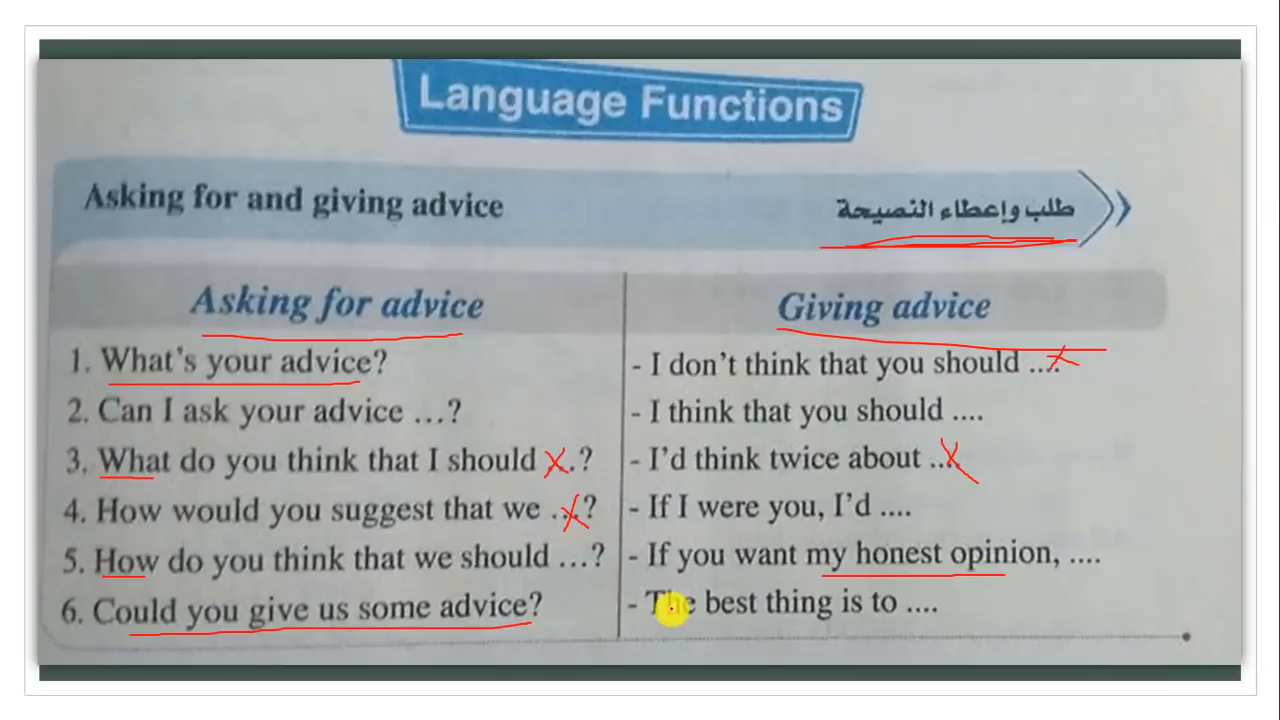 Language Functions
Asking for and giving advice
طلب وإعطاء النصيحة
Asking for advice
Giving advice
1. What's your advice?
- I don't think that you should ....
2. Can I ask your advice ...?
- I think that you should ....
3. What do you think that I should ...?
- I'd think twice about ....
4. How would you suggest that we ...?
- If I were you, I'd ....
5. How do you think that we should ...?
- If you want my honest opinion, ....
6. Could you give us some advice?
- The best thing is to ....